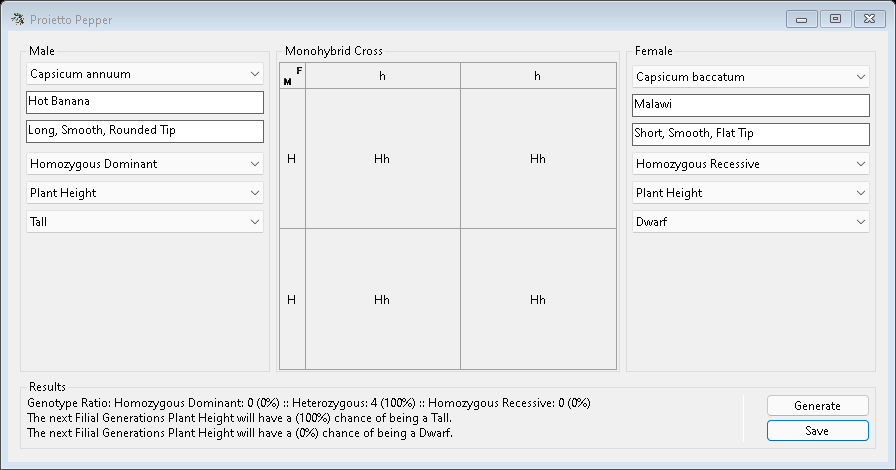 Proietto Pepper
Male
Capsicum annuum
Hot Banana
Long, Smooth, Rounded Tip
Homozygous Dominant
Plant Height
Tall
Monohybrid Cross
F
M
h h
H Hh Hh
H Hh Hh
Female
Capsicum baccatum
Malawi
Short, Smooth, Flat Tip
Homozygous Recessive
Plant Height
Dwarf
Results
Genotype Ratio: Homozygous Dominant: 0 (0%) :: Heterozygous: 4 (100%) :: Homozygous Recessive: 0 (0%)
The next Filial Generations Plant Height will have a (100%) chance of being a Tall.
The next Filial Generations Plant Height will have a (0%) chance of being a Dwarf.
Generate
Save